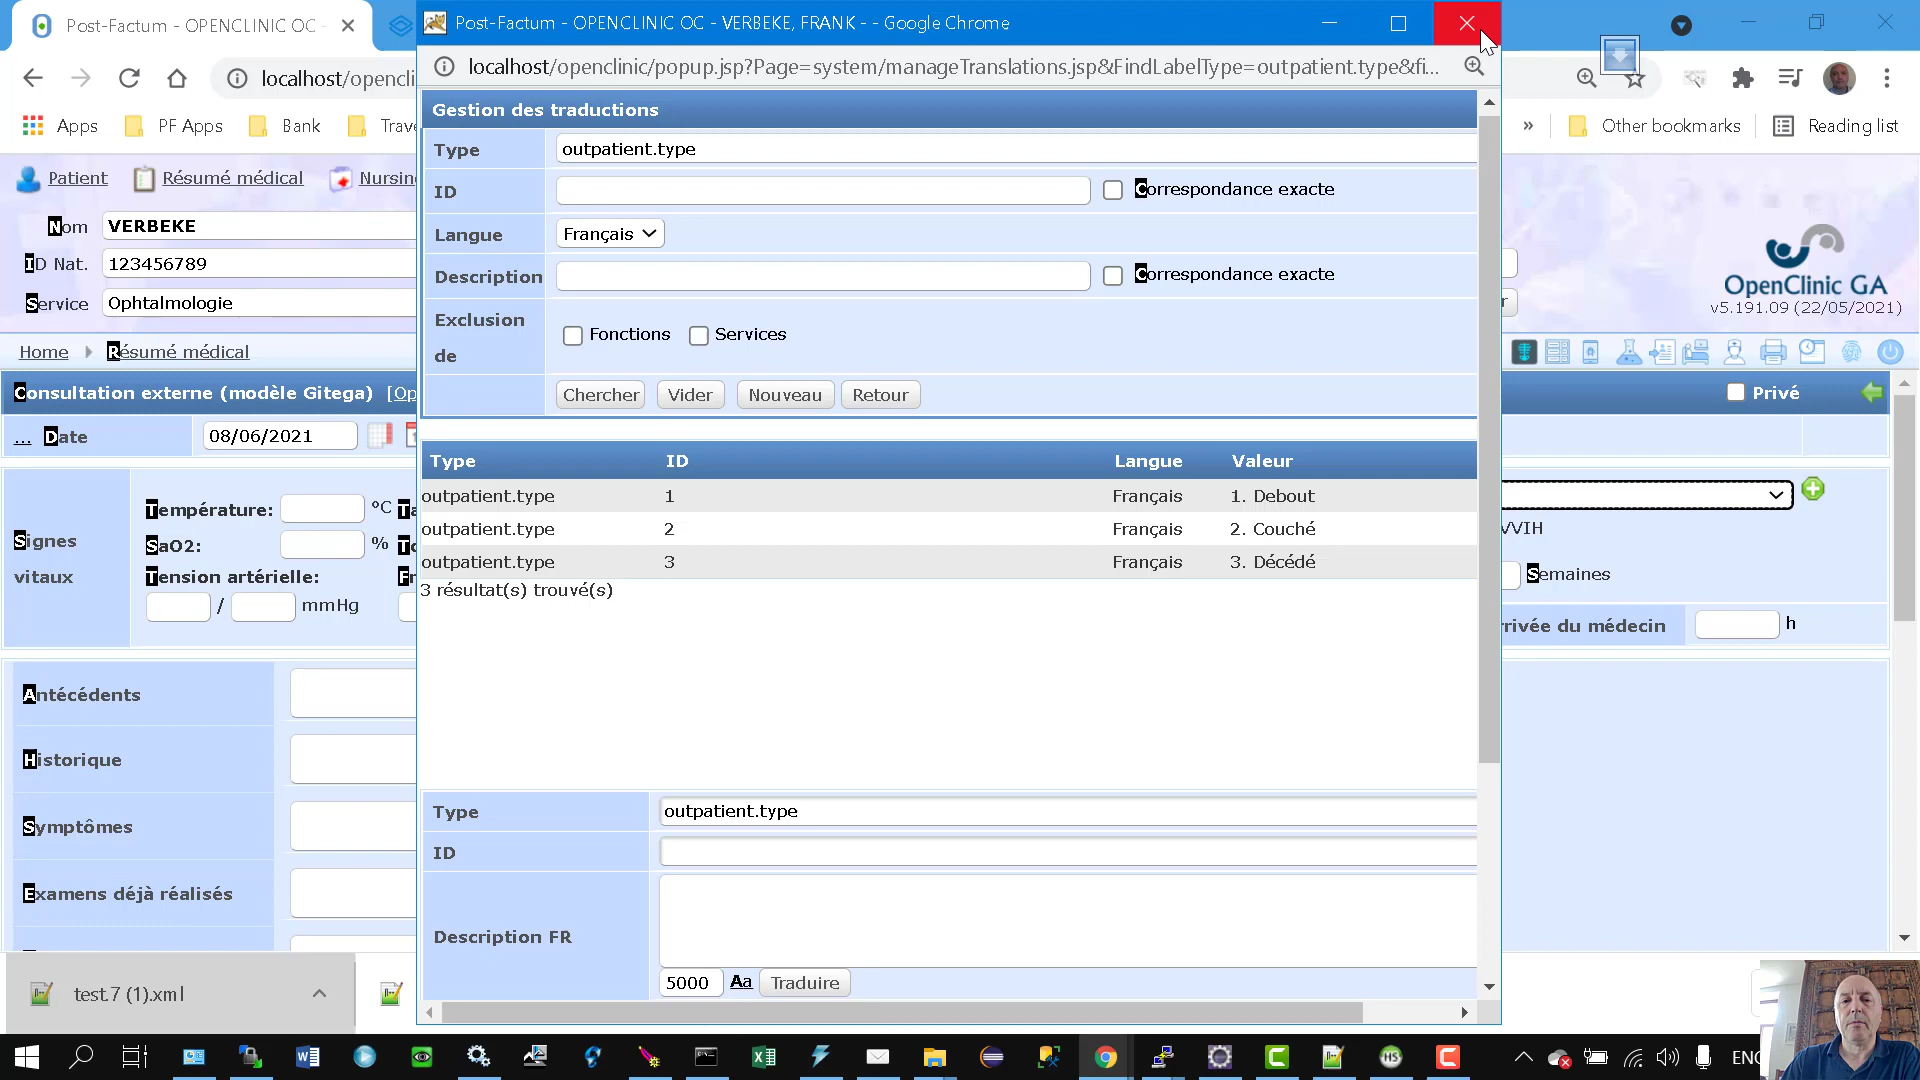 Post-Factum - OPENCLINIC OC -
Post-Factum - OPENCLINIC OC - VERBEKE, FRANK - - Google Chrome
localhost/opencli
localhost/openclinic/popup.jsp?Page=system/manageTranslations.jsp&FindLabelType=outpatient.type&fi...
Apps
PF Apps
Bank
Trave
»
Other bookmarks
Reading list
Patient
Résumé médical
Nursin
Nom
VERBEKE
ID Nat.
123456789
Service
Ophtalmologie
OpenClinic GA
v5.191.09 (22/05/2021)
Home
Résumé médical
Consultation externe (modèle Gitega) [Op
Privé
... Date
08/06/2021
Signes
vitaux
Température:
°C
SaO2:
%
Tension artérielle:
/
mmHg
VIH
Semaines
rivée du médecin
h
Antécédents
Historique
Symptômes
Examens déjà réalisés
Gestion des traductions
Type
outpatient.type
ID
Correspondance exacte
Langue
Français
Description
Correspondance exacte
Exclusion
de
Fonctions
Services
Chercher
Vider
Nouveau
Retour
Type ID Langue Valeur
outpatient.type 1 Français 1. Debout
outpatient.type 2 Français 2. Couché
outpatient.type 3 Français 3. Décédé
3 résultat(s) trouvé(s)
Type
outpatient.type
ID
Description FR
5000
Aa
Traduire
test.7 (1).xml
ENG